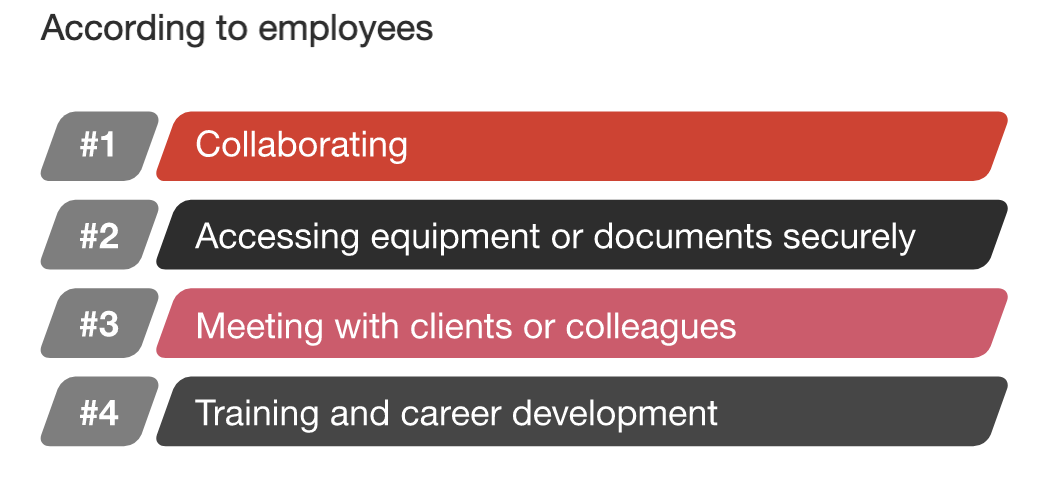 According to employees
#1 Collaborating
#2 Accessing equipment or documents securely
#3 Meeting with clients or colleagues
#4 Training and career development